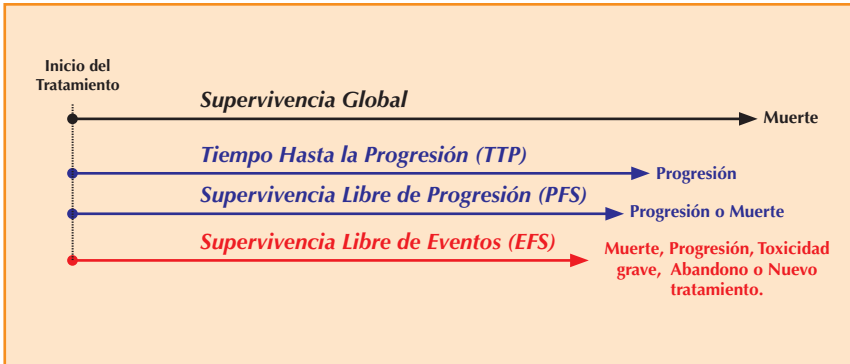 Inicio del
Tratamiento
Supervivencia Global
Muerte
Tiempo Hasta la Progresión (TTP)
Progresión
Supervivencia Libre de Progresión (PFS)
Progresión o Muerte
Supervivencia Libre de Eventos (EFS)
Muerte, Progresión, Toxicidad
grave, Abandono o Nuevo
tratamiento.